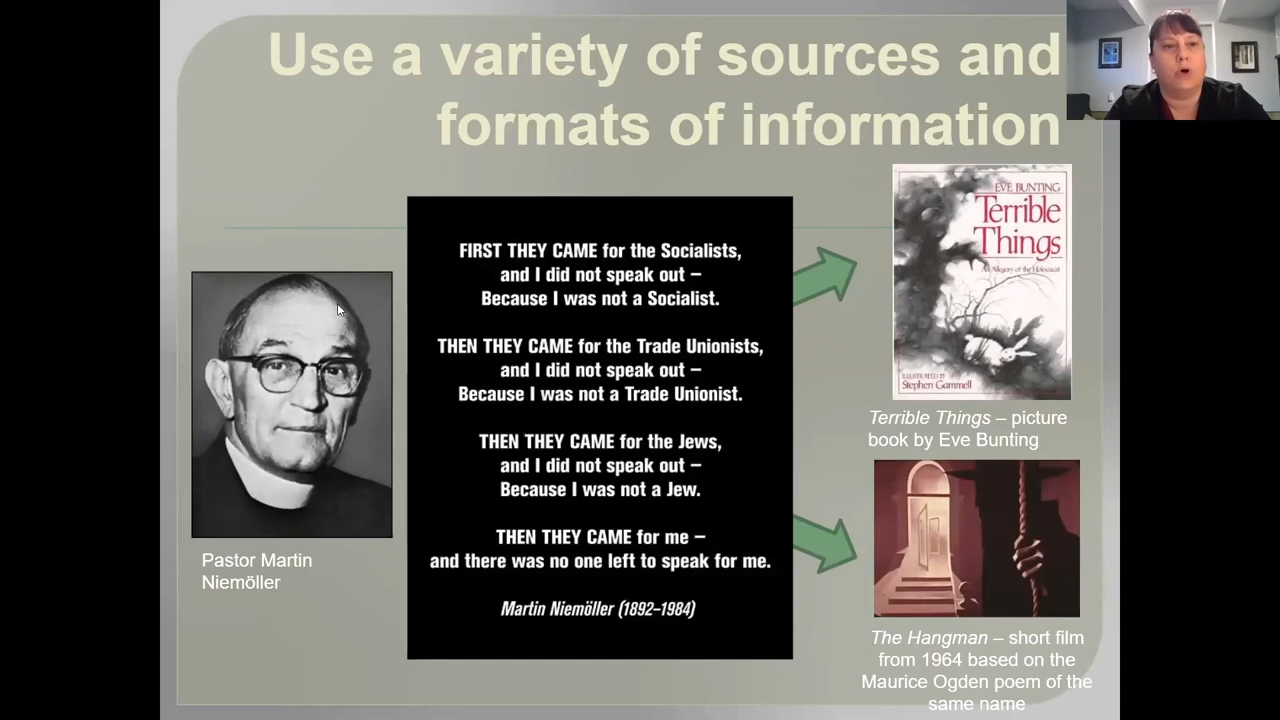 Use a variety of sources and
formats of information
FIRST THEY CAME for the Socialists,
and I did not speak out –
Because I was not a Socialist.
THEN THEY CAME for the Trade Unionists,
and I did not speak out –
Because I was not a Trade Unionist.
THEN THEY CAME for the Jews,
and I did not speak out –
Because I was not a Jew.
THEN THEY CAME for me –
and there was no one left to speak for me.
Martin Niemöller (1892–1984)
Pastor Martin
Niemöller
EVE BUNTING
Terrible
Things
An Allegory of the Holocaust
ILLUSTRATED BY
Stephen Gammell
Terrible Things – picture
book by Eve Bunting
The Hangman – short film
from 1964 based on the
Maurice Ogden poem of the
same name